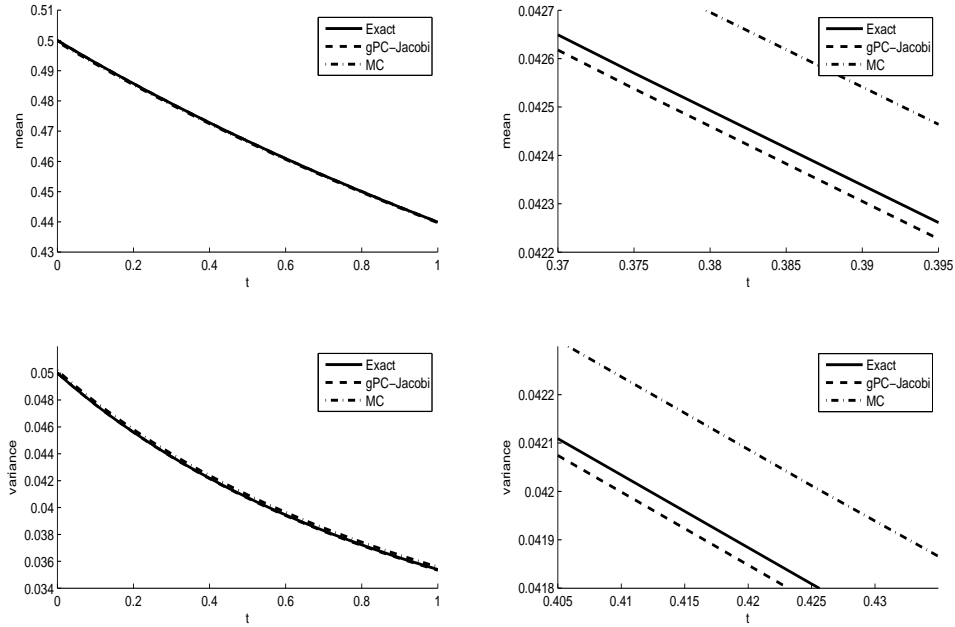 0.51
0.5
0.49
0.48
0.47
0.46
0.45
0.44
0.43
mean
0
0.2
0.4
0.6
0.8
1
t
Exact
gPC-Jacobi
MC
0.0427
0.0426
0.0425
0.0424
0.0423
0.0422
mean
0.37
0.375
0.38
0.385
0.39
0.395
t
Exact
gPC-Jacobi
MC
0.05
0.048
0.046
0.044
0.042
0.04
0.038
0.036
0.034
variance
0
0.2
0.4
0.6
0.8
1
t
Exact
gPC-Jacobi
MC
0.0422
0.0421
0.042
0.0419
0.0418
variance
0.405
0.41
0.415
0.42
0.425
0.43
t
Exact
gPC-Jacobi
MC